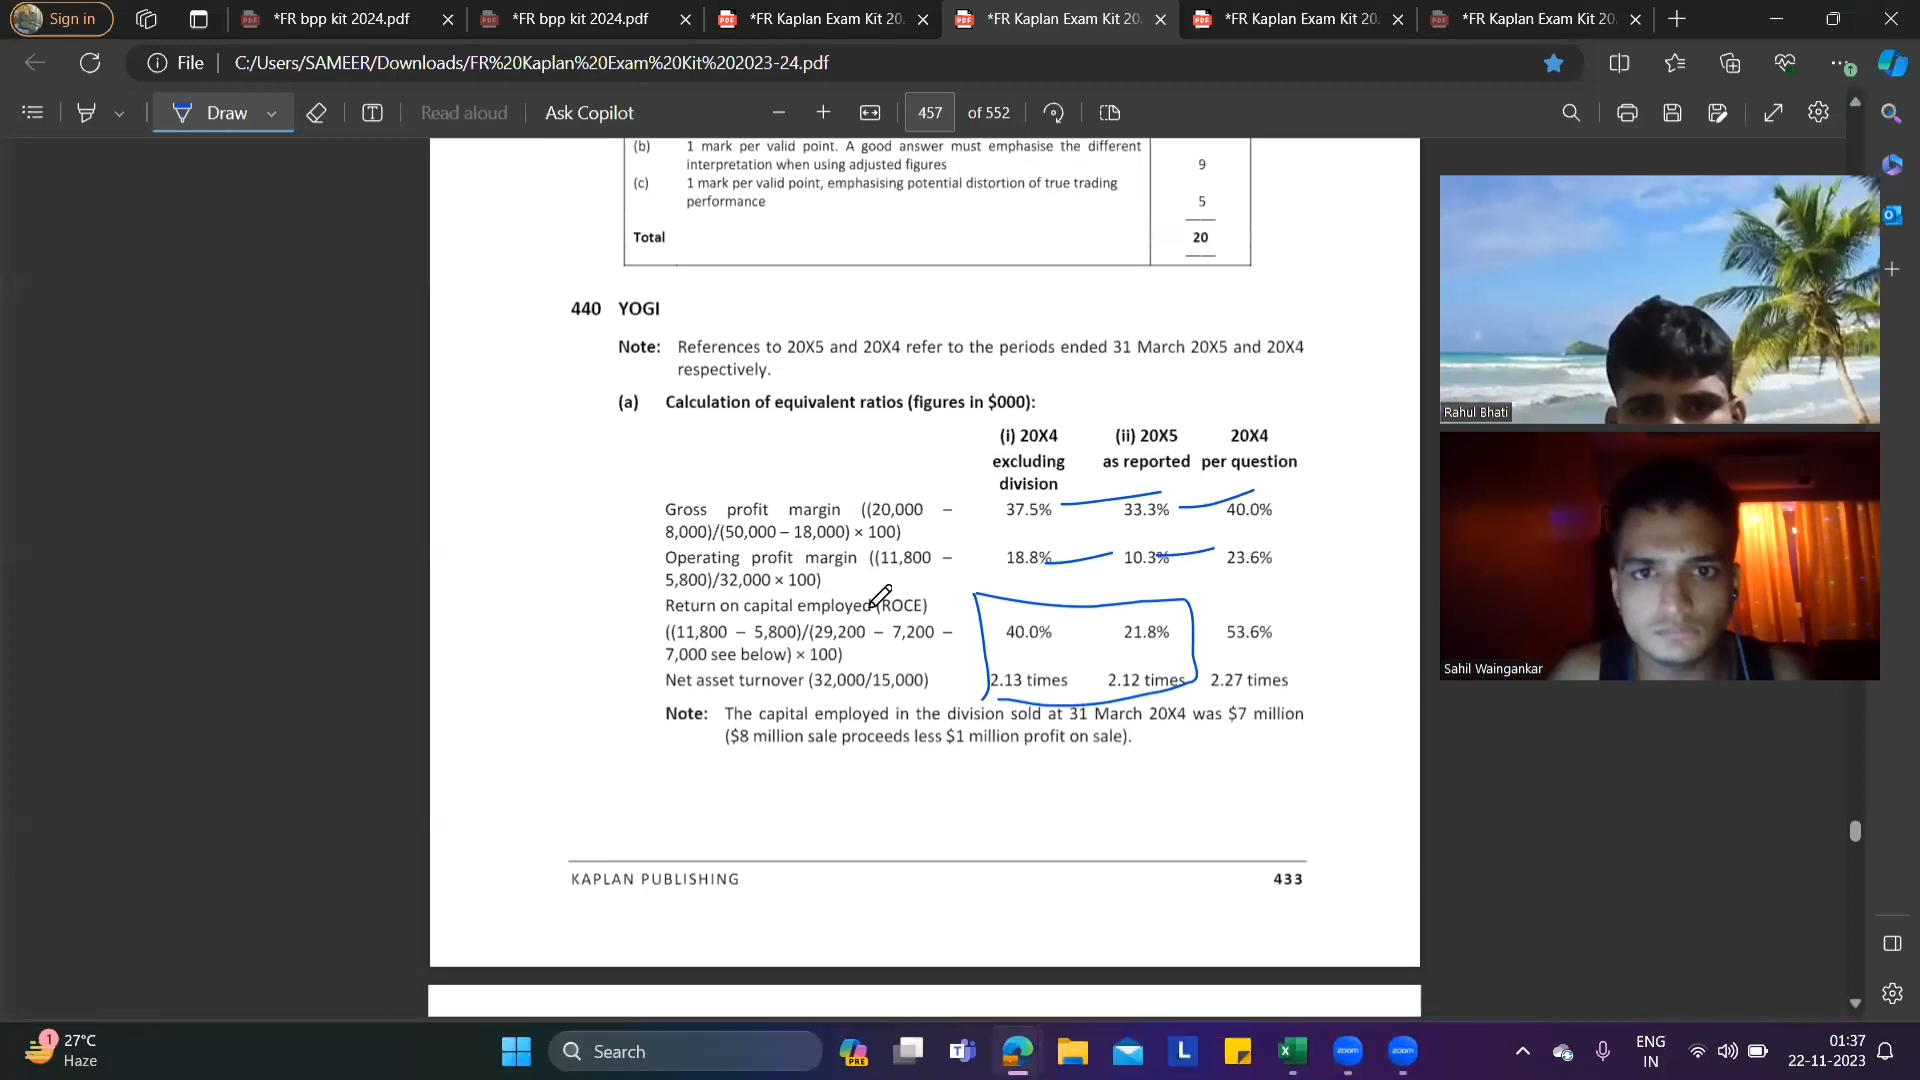 Sign in
*FR bpp kit 2024.pdf
*FR bpp kit 2024.pdf
*FR Kaplan Exam Kit 20
*FR Kaplan Exam Kit 20
*FR Kaplan Exam Kit 20
*FR Kaplan Exam Kit 20
File
C:/Users/SAMEER/Downloads/FR%20Kaplan%20Exam%20Kit%202023-24.pdf
Draw
Read aloud
Ask Copilot
457
of 552
(b) 1 mark per valid point. A good answer must emphasise the different
interpretation when using adjusted figures 9
(c) 1 mark per valid point, emphasising potential distortion of true trading
performance 5
Total 20
440 YOGI
Note: References to 20X5 and 20X4 refer to the periods ended 31 March 20X5 and 20X4
respectively.
(a) Calculation of equivalent ratios (figures in $000):
(i) 20X4 (ii) 20X5 20X4
excluding as reported per question
division
Gross profit margin ((20,000 – 37.5% 33.3% 40.0%
8,000)/(50,000 – 18,000) × 100)
Operating profit margin ((11,800 – 18.8% 10.3% 23.6%
5,800)/32,000 × 100)
Return on capital employed (ROCE)
((11,800 – 5,800)/(29,200 – 7,200 – 40.0% 21.8% 53.6%
7,000 see below) × 100)
Net asset turnover (32,000/15,000) 2.13 times 2.12 times 2.27 times
Note: The capital employed in the division sold at 31 March 20X4 was $7 million
($8 million sale proceeds less $1 million profit on sale).
KAPLAN PUBLISHING 433
Rahul Bhati
Sahil Waingankar
1
27°C
Haze
Search
PRE
L
zoom
zoom
ENG
IN
01:37
22-11-2023